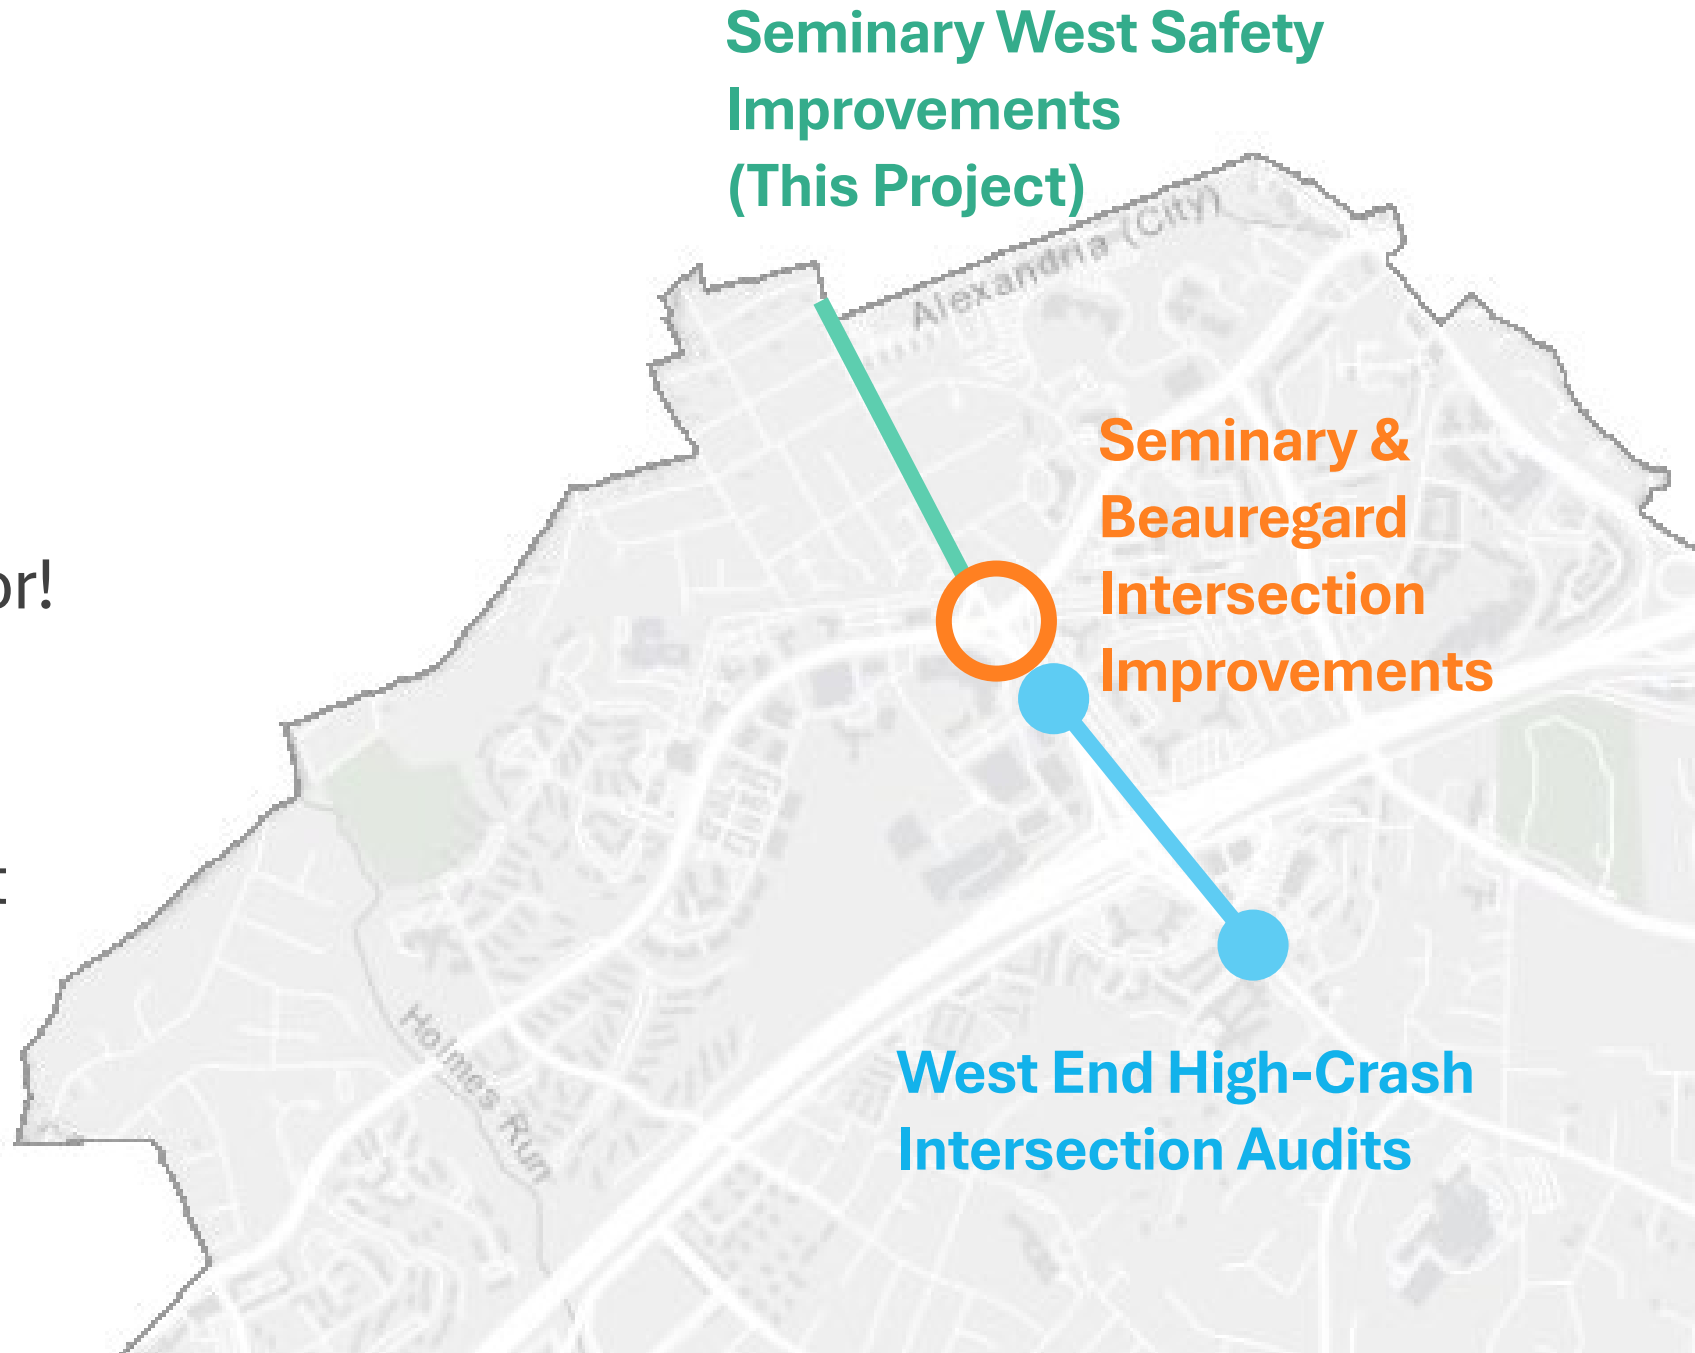 Seminary West Safety
Improvements
(This Project)
Alexandria (City)
Seminary &
Beauregard
Intersection
Improvements
or!
t
Holmes Run
West End High-Crash
Intersection Audits